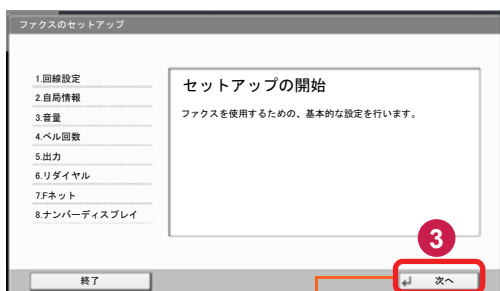 ファクスのセットアップ
1.回線設定
2.自局情報
3.音量
4.ベル回数
5.出力
6.リダイヤル
7.Fネット
8.ナンバーディスプレイ
セットアップの開始
ファクスを使用するための、基本的な設定を行います。
3
終了
次へ